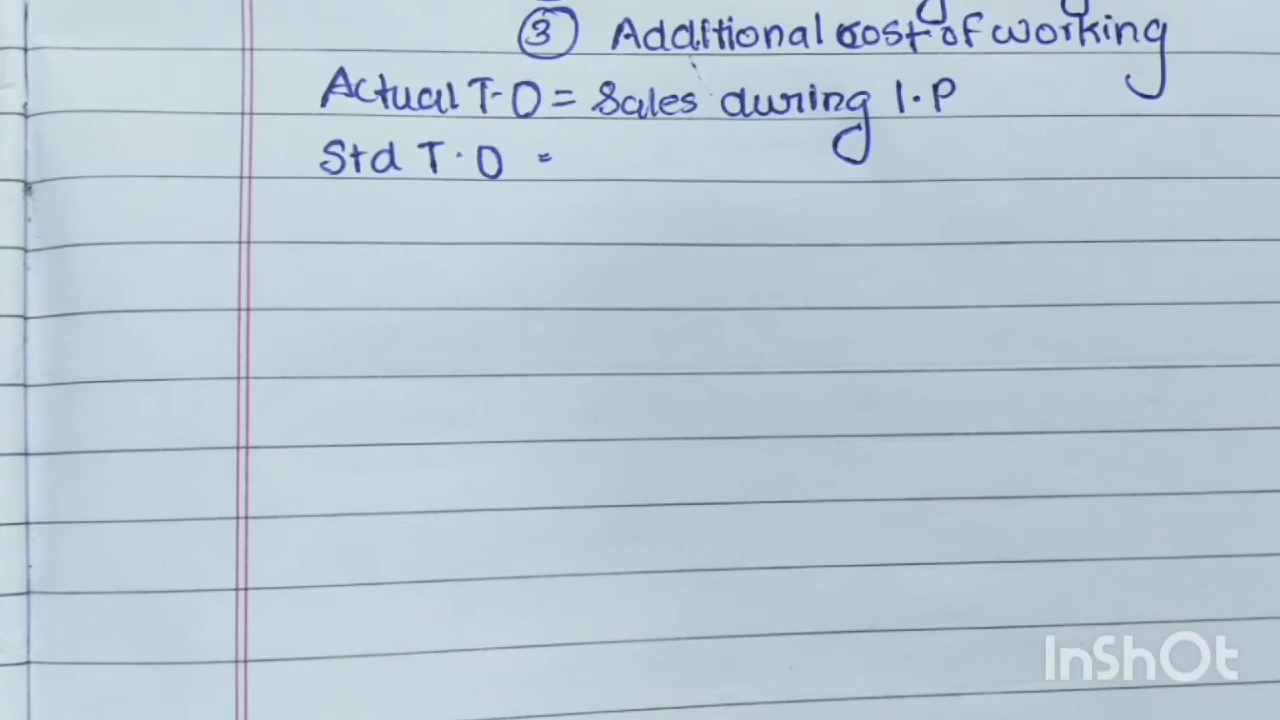 ③ Additional cost of working
Actual T-O = Sales during I.P
Std T.O =
InShOt